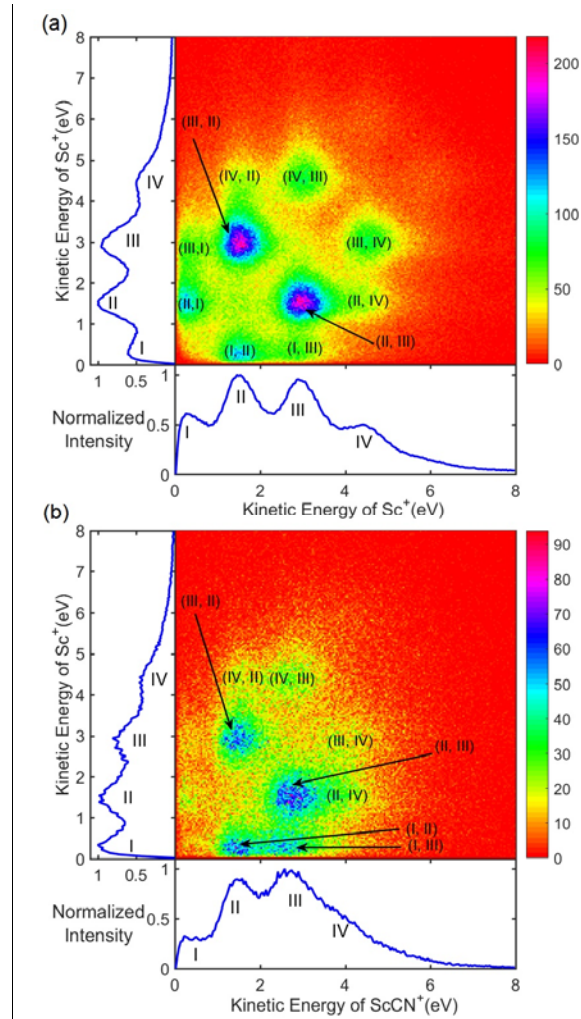 (a)
8
7
6
5
4
3
2
1
0
Kinetic Energy of Sc⁺(eV)
IV
III
II
I
1 0.5
(III, II)
(IV, II) (IV, III)
(III,I) (III, IV)
(II,I) (II, IV)
(I, II) (I, III) (II, III)
200
150
100
50
0
Normalized
Intensity
1
0.5
0
I
II
III
IV
0 2 4 6 8
Kinetic Energy of Sc⁺(eV)
(b)
8
7
6
5
4
3
2
1
0
Kinetic Energy of Sc⁺(eV)
IV
III
II
I
1 0.5
(III, II)
(IV, II) (IV, III)
(III, IV) (II, III)
(II, IV)
(I, II)
(I, III)
90
80
70
60
50
40
30
20
10
0
Normalized
Intensity
1
0.5
0
I
II
III
IV
0 2 4 6 8
Kinetic Energy of ScCN⁺(eV)